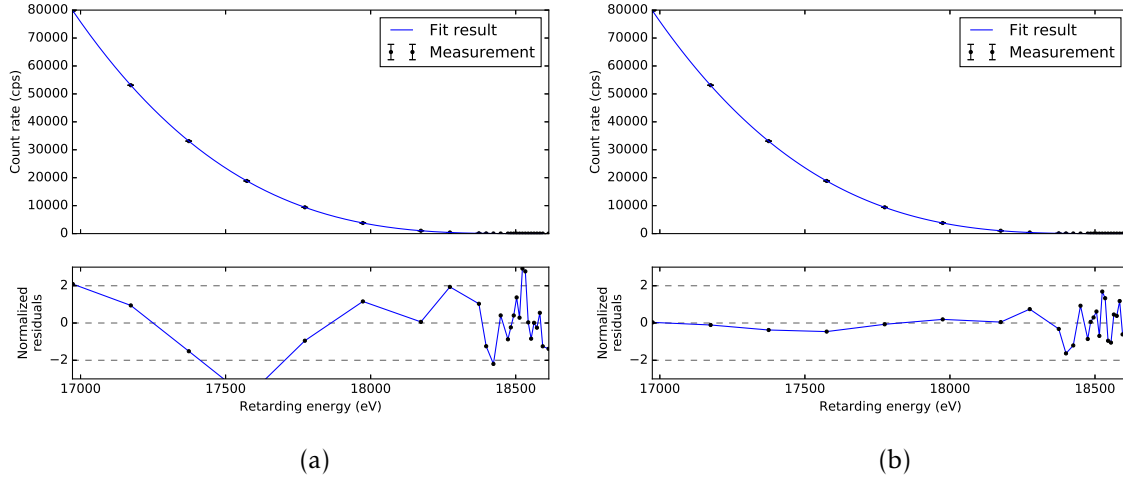 80000
70000
60000
50000
40000
30000
20000
10000
0
Count rate (cps)
Fit result
Measurement
2
0
−2
Normalized
residuals
17000 17500 18000 18500
Retarding energy (eV)
(a)
80000
70000
60000
50000
40000
30000
20000
10000
0
Count rate (cps)
Fit result
Measurement
2
0
−2
Normalized
residuals
17000 17500 18000 18500
Retarding energy (eV)
(b)